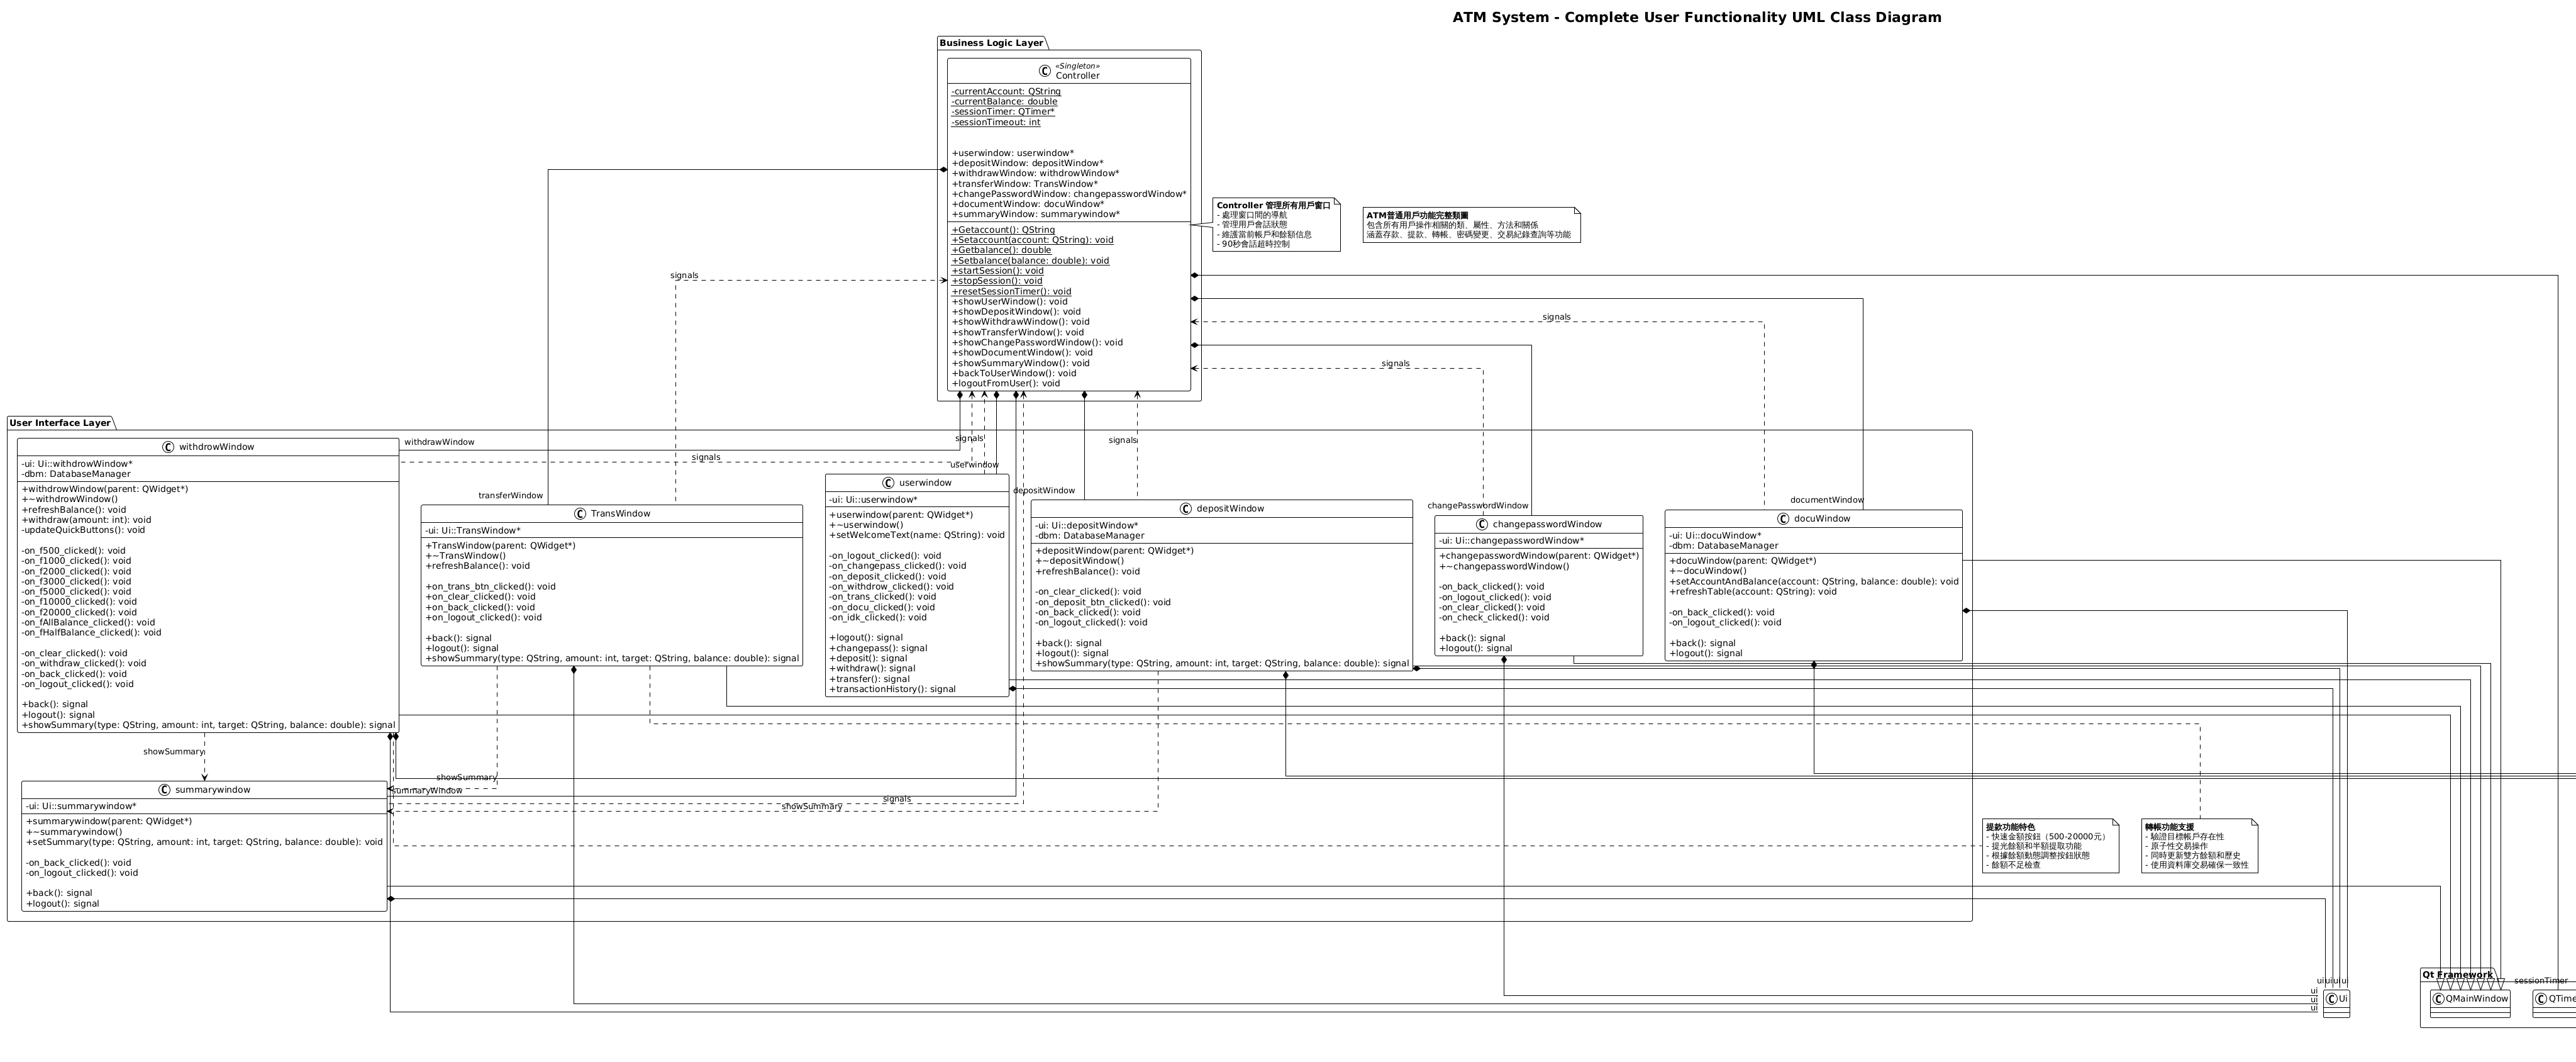 ATM System - Complete User Functionality UML Class Diagram
Business Logic Layer
«Singleton»
C Controller
-currentAccount: QString
-currentBalance: double
-sessionTimer: QTimer*
-sessionTimeout: int
+userwindow: userwindow*
+depositWindow: depositWindow*
+withdrawWindow: withdrowWindow*
+transferWindow: TransWindow*
+changePasswordWindow: changepasswordWindow*
+documentWindow: docuWindow*
+summaryWindow: summarywindow*
+Getaccount(): QString
+Setaccount(account: QString): void
+Getbalance(): double
+Setbalance(balance: double): void
+startSession(): void
+stopSession(): void
+resetSessionTimer(): void
+showUserWindow(): void
+showDepositWindow(): void
+showWithdrawWindow(): void
+showTransferWindow(): void
+showChangePasswordWindow(): void
+showDocumentWindow(): void
+showSummaryWindow(): void
+backToUserWindow(): void
+logoutFromUser(): void
Controller 管理所有用戶窗口
- 處理窗口間的導航
- 管理用戶會話狀態
- 維護當前帳戶和餘額信息
- 90秒會話超時控制
ATM普通用戶功能完整類圖
包含所有用戶操作相關的類、屬性、方法和關係
涵蓋存款、提款、轉帳、密碼變更、交易紀錄查詢等功能
signals
signals
signals
User Interface Layer
withdrawWindow
signals
signals
signals
userwindow
depositWindow
transferWindow
changePasswordWindow
documentWindow
C withdrowWindow
-ui: Ui::withdrowWindow*
-dbm: DatabaseManager
+withdrowWindow(parent: QWidget*)
+~withdrowWindow()
+refreshBalance(): void
+withdraw(amount: int): void
-updateQuickButtons(): void
-on_f500_clicked(): void
-on_f1000_clicked(): void
-on_f2000_clicked(): void
-on_f3000_clicked(): void
-on_f5000_clicked(): void
-on_f10000_clicked(): void
-on_f20000_clicked(): void
-on_fAllBalance_clicked(): void
-on_fHalfBalance_clicked(): void
-on_clear_clicked(): void
-on_withdraw_clicked(): void
-on_back_clicked(): void
-on_logout_clicked(): void
+back(): signal
+logout(): signal
+showSummary(type: QString, amount: int, target: QString, balance: double): signal
C TransWindow
-ui: Ui::TransWindow*
+TransWindow(parent: QWidget*)
+~TransWindow()
+refreshBalance(): void
+on_trans_btn_clicked(): void
+on_clear_clicked(): void
+on_back_clicked(): void
+on_logout_clicked(): void
+back(): signal
+logout(): signal
+showSummary(type: QString, amount: int, target: QString, balance: double): signal
C userwindow
-ui: Ui::userwindow*
+userwindow(parent: QWidget*)
+~userwindow()
+setWelcomeText(name: QString): void
-on_logout_clicked(): void
-on_changepass_clicked(): void
-on_deposit_clicked(): void
-on_withdrow_clicked(): void
-on_trans_clicked(): void
-on_docu_clicked(): void
-on_idk_clicked(): void
+logout(): signal
+changepass(): signal
+deposit(): signal
+withdraw(): signal
+transfer(): signal
+transactionHistory(): signal
C depositWindow
-ui: Ui::depositWindow*
-dbm: DatabaseManager
+depositWindow(parent: QWidget*)
+~depositWindow()
+refreshBalance(): void
-on_clear_clicked(): void
-on_deposit_btn_clicked(): void
-on_back_clicked(): void
-on_logout_clicked(): void
+back(): signal
+logout(): signal
+showSummary(type: QString, amount: int, target: QString, balance: double): signal
C changepasswordWindow
-ui: Ui::changepasswordWindow*
+changepasswordWindow(parent: QWidget*)
+~changepasswordWindow()
-on_back_clicked(): void
-on_logout_clicked(): void
-on_clear_clicked(): void
-on_check_clicked(): void
+back(): signal
+logout(): signal
C docuWindow
-ui: Ui::docuWindow*
-dbm: DatabaseManager
+docuWindow(parent: QWidget*)
+~docuWindow()
+setAccountAndBalance(account: QString, balance: double): void
+refreshTable(account: QString): void
-on_back_clicked(): void
-on_logout_clicked(): void
+back(): signal
+logout(): signal
showSummary
showSummary
summaryWindow
signals
showSummary
C summarywindow
-ui: Ui::summarywindow*
+summarywindow(parent: QWidget*)
+~summarywindow()
+setSummary(type: QString, amount: int, target: QString, balance: double): void
-on_back_clicked(): void
-on_logout_clicked(): void
+back(): signal
+logout(): signal
提款功能特色
- 快速金額按鈕（500-20000元）
- 提光餘額和半額提取功能
- 根據餘額動態調整按鈕狀態
- 餘額不足檢查
轉帳功能支援
- 驗證目標帳戶存在性
- 原子性交易操作
- 同時更新雙方餘額和歷史
- 使用資料庫交易確保一致性
ui ui ui ui
ui
ui
ui
C Ui
Qt Framework
sessionTimer
C QMainWindow
C QTime